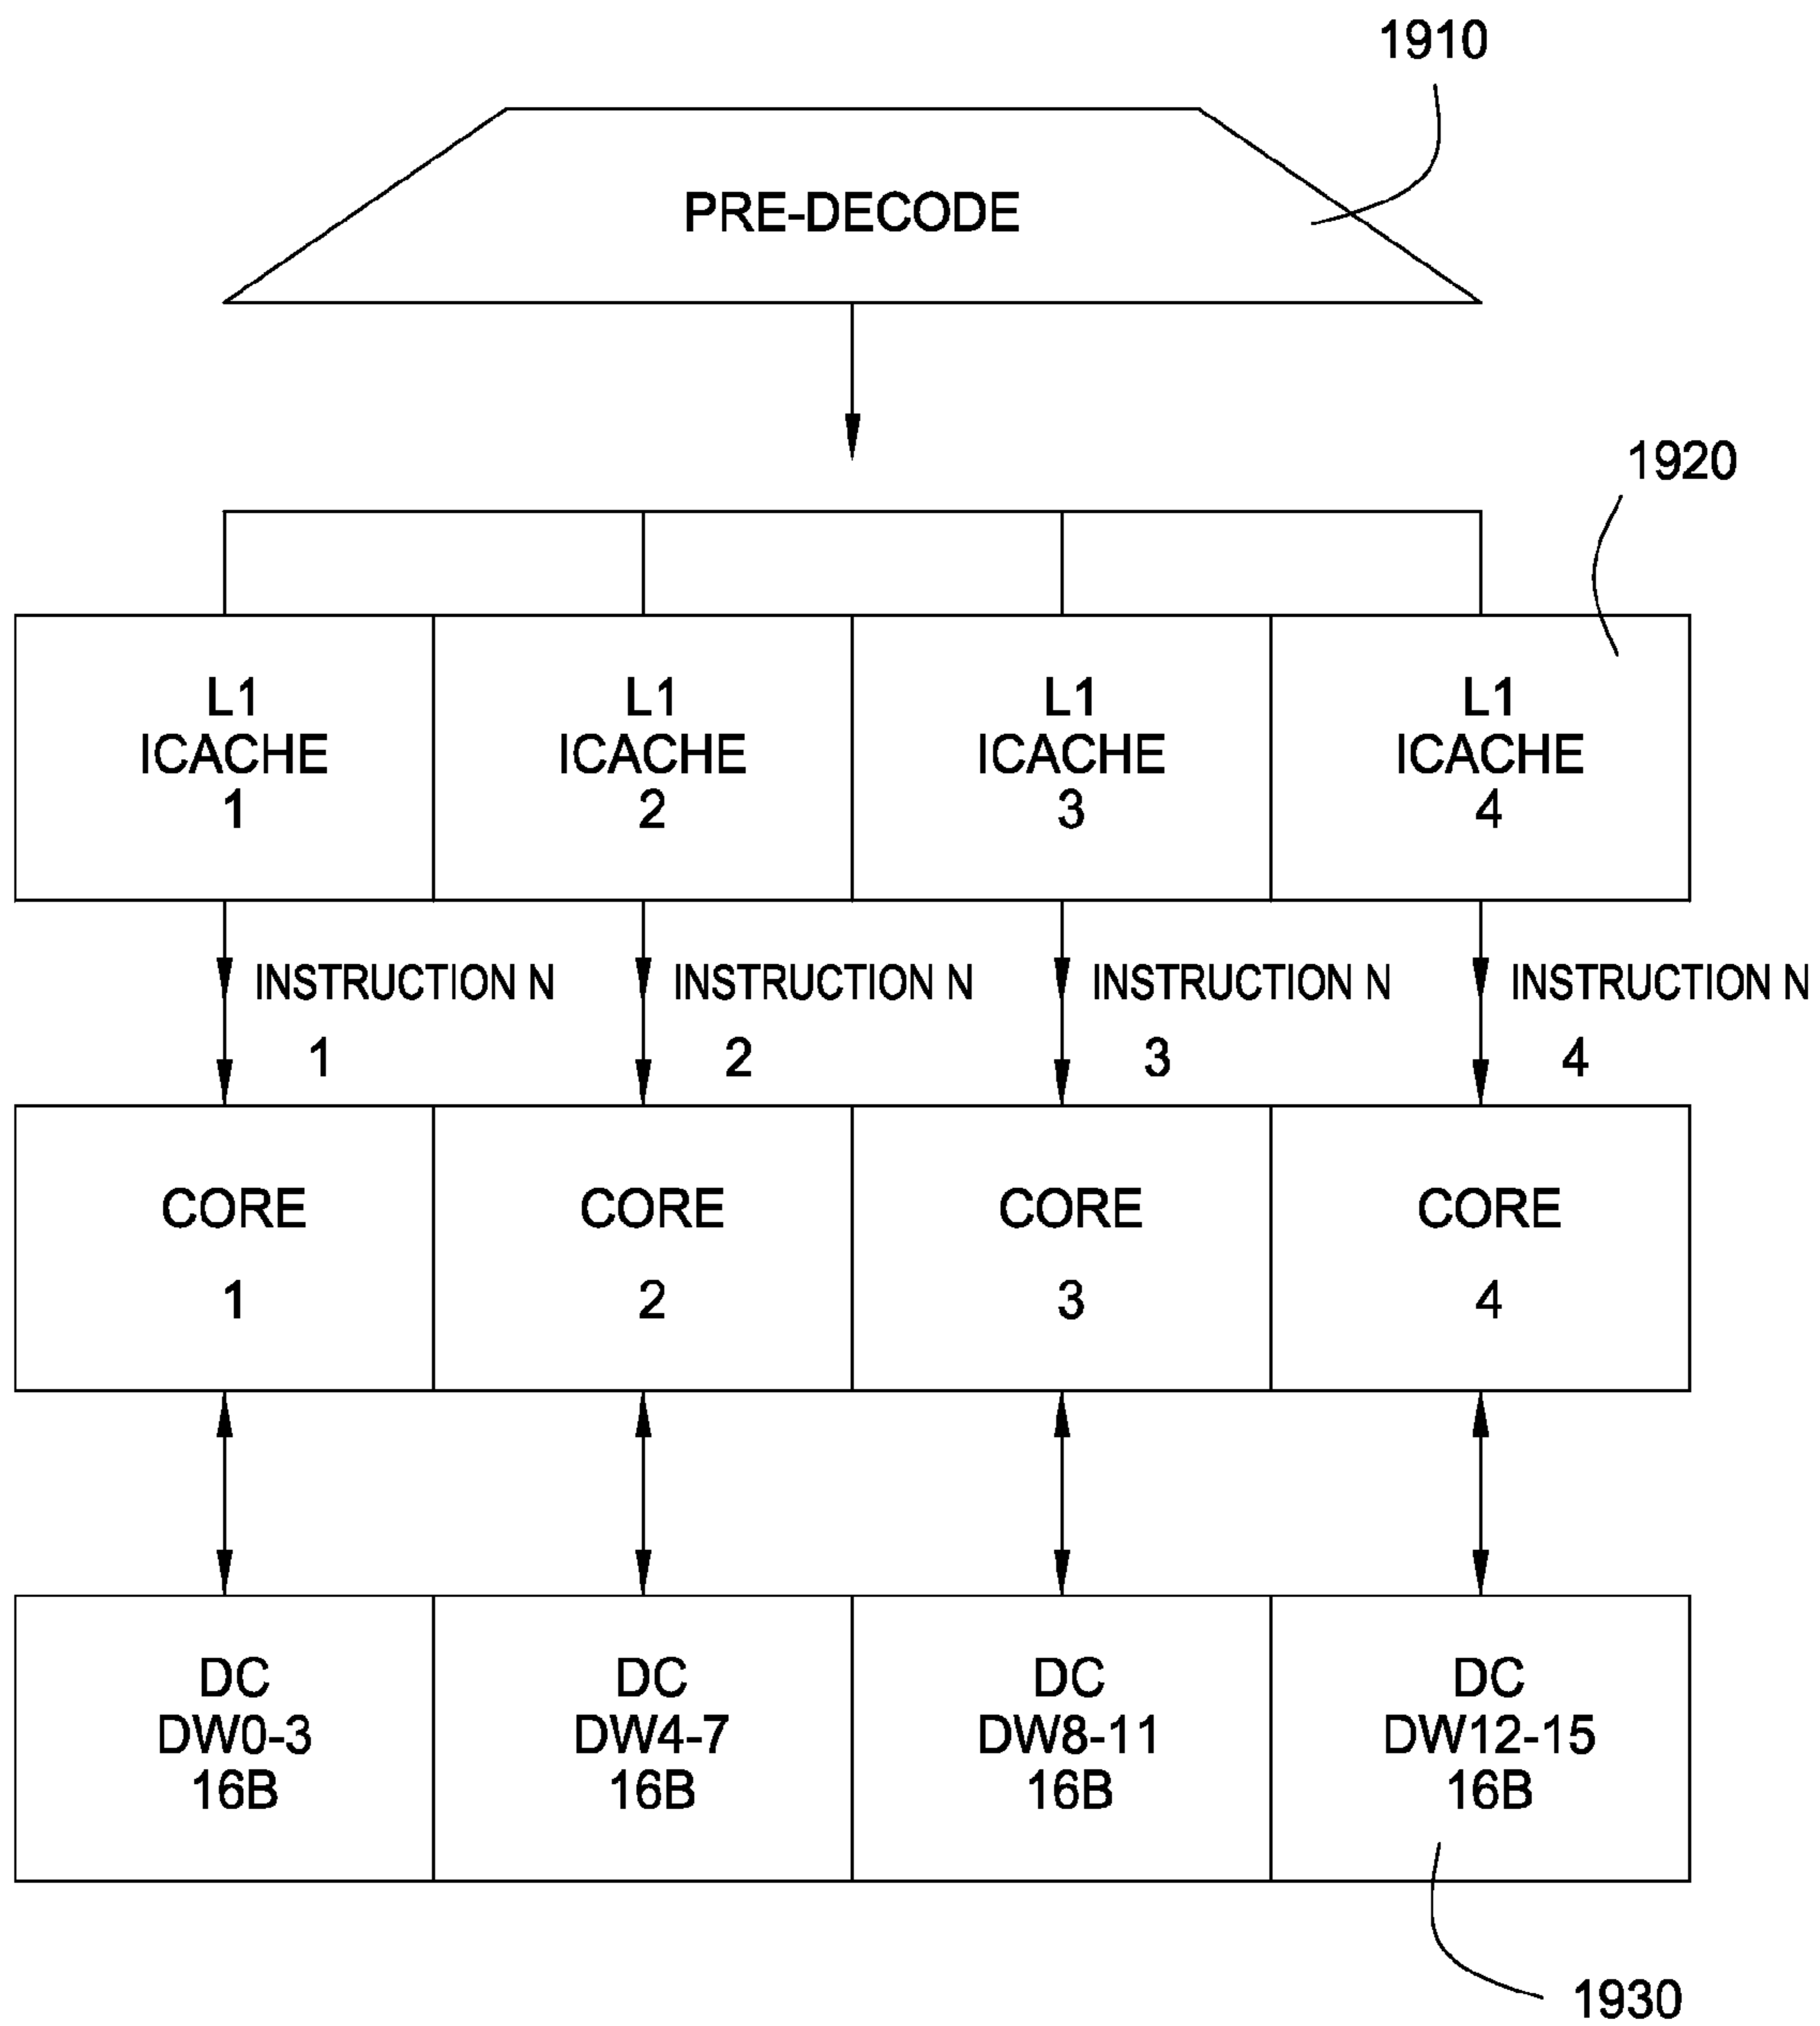 1910
PRE-DECODE
1920
L1
ICACHE
1
L1
ICACHE
2
L1
ICACHE
3
L1
ICACHE
4
INSTRUCTION N
1
INSTRUCTION N
2
INSTRUCTION N
3
INSTRUCTION N
4
CORE
1
CORE
2
CORE
3
CORE
4
DC
DW0-3
16B
DC
DW4-7
16B
DC
DW8-11
16B
DC
DW12-15
16B
1930